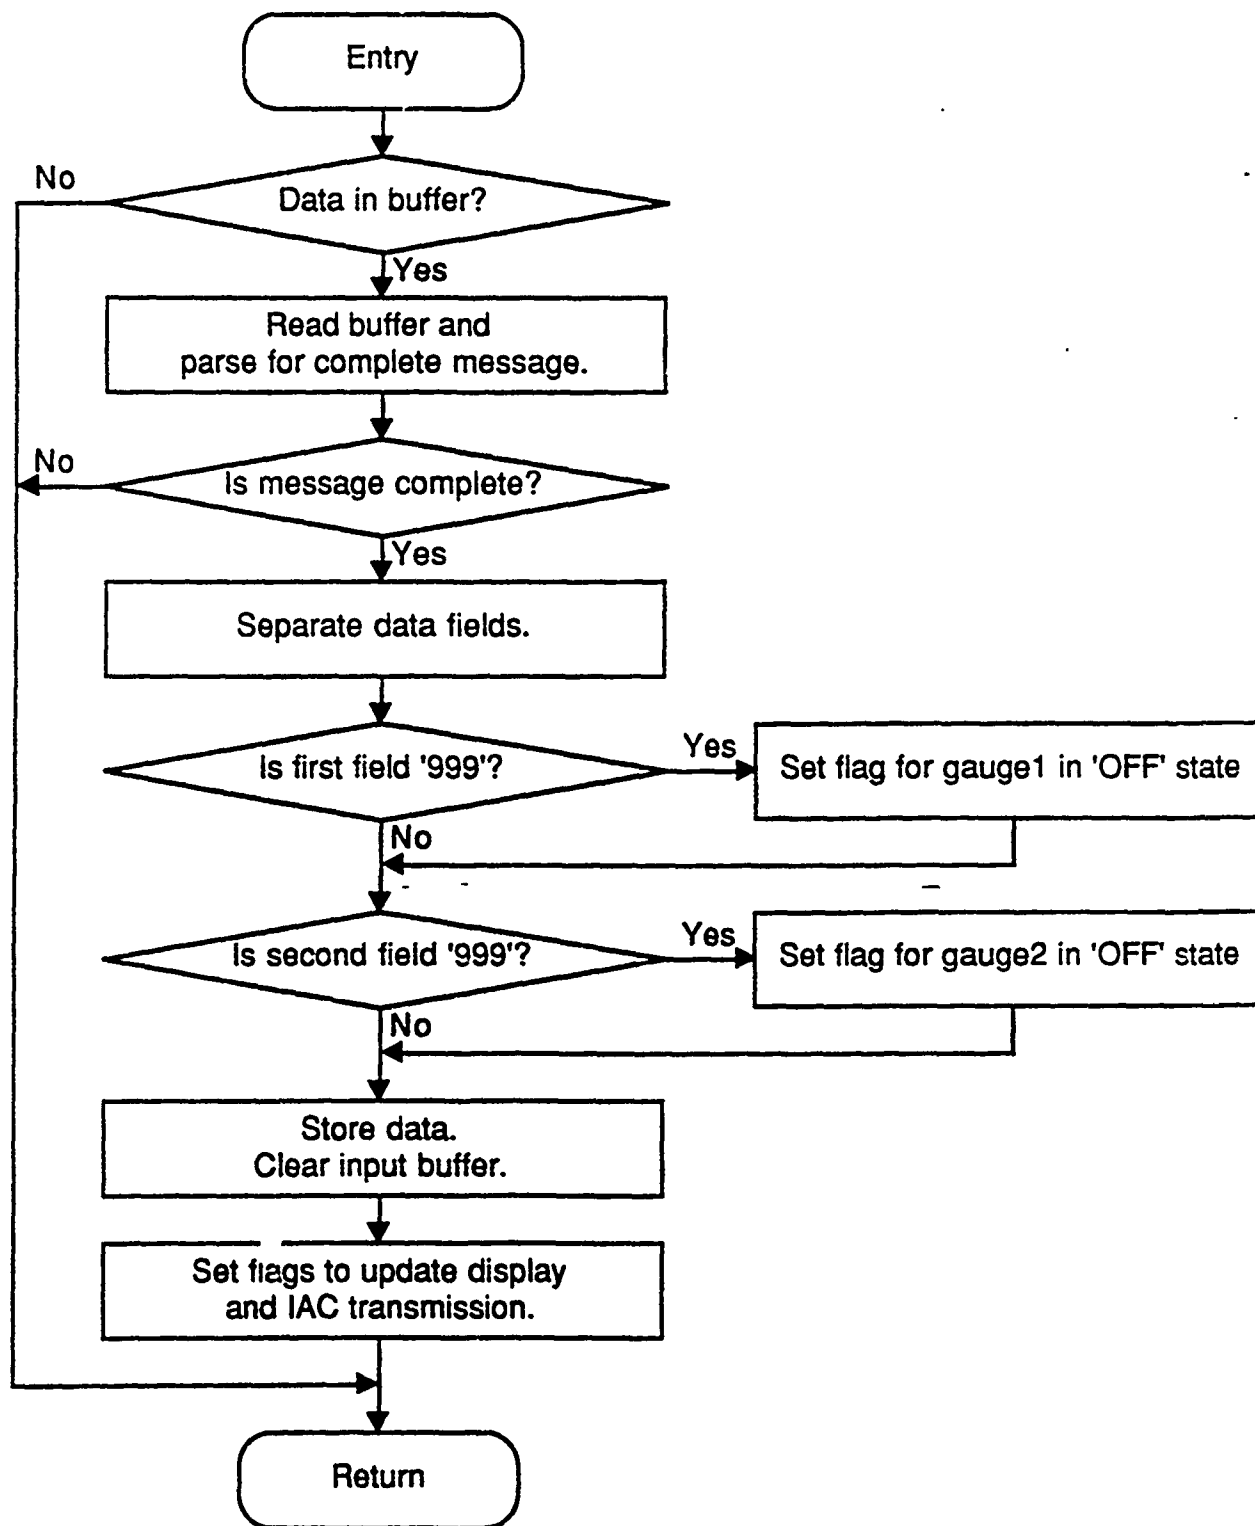 Entry
No
Data in buffer?
Yes
Read buffer and
parse for complete message.
No
Is message complete?
Yes
Separate data fields.
Is first field '999'?
Yes
Set flag for gauge1 in 'OFF' state
No
Is second field '999'?
Yes
Set flag for gauge2 in 'OFF' state
No
Store data.
Clear input buffer.
Set flags to update display
and IAC transmission.
Return